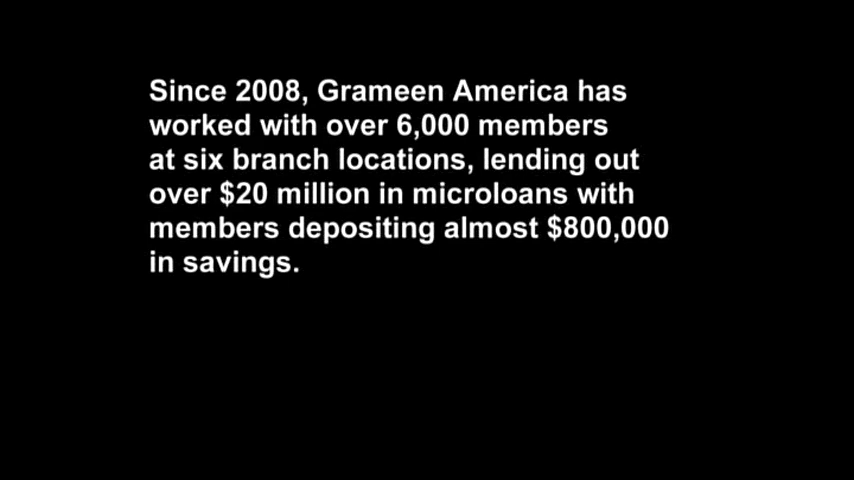 Since 2008, Grameen America has
worked with over 6,000 members
at six branch locations, lending out
over $20 million in microloans with
members depositing almost $800,000
in savings.